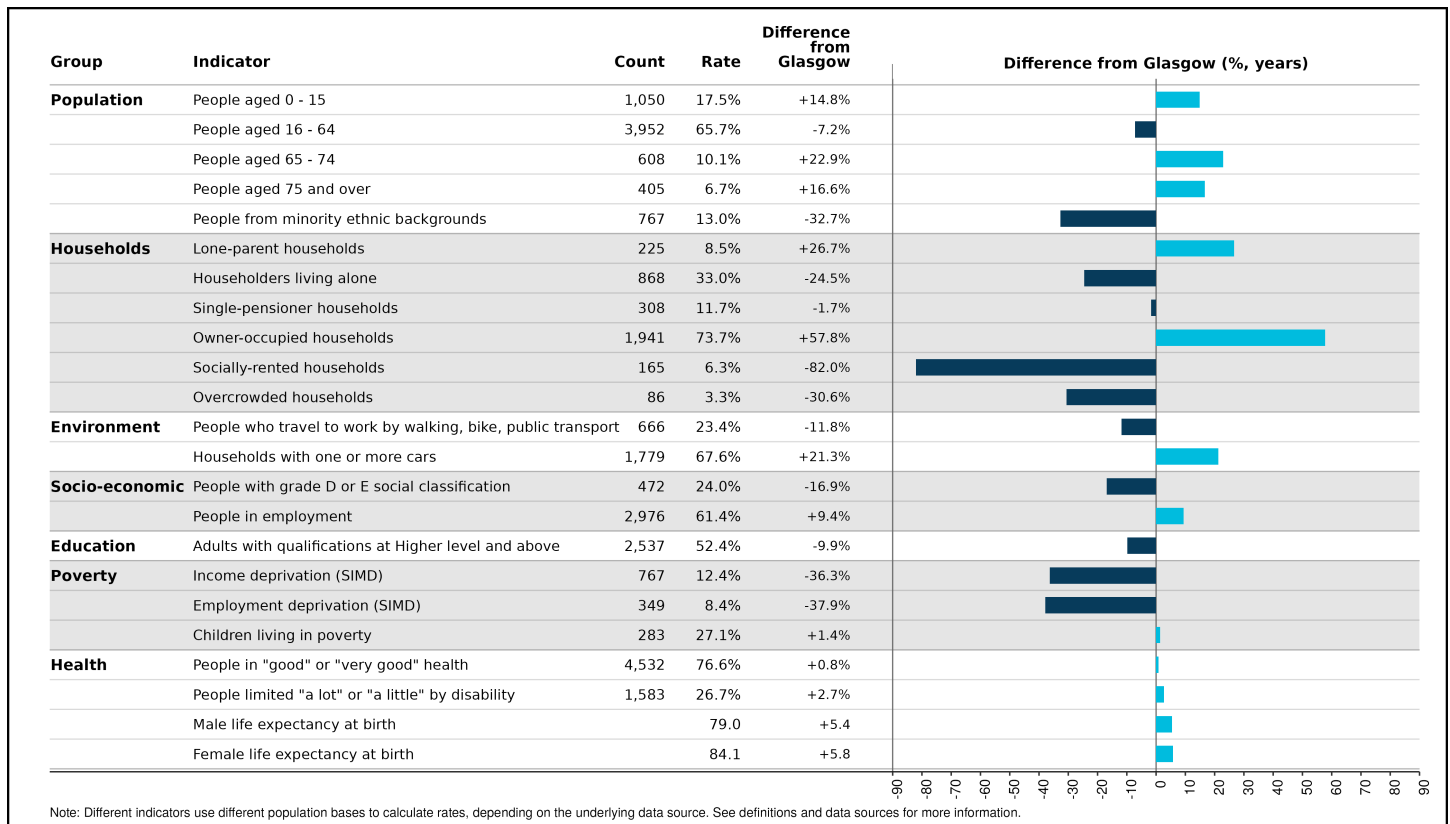 Group Indicator Count Rate Difference from Glasgow Difference from Glasgow (%, years)
Population People aged 0 - 15 1,050 17.5% +14.8%
People aged 16 - 64 3,952 65.7% -7.2%
People aged 65 - 74 608 10.1% +22.9%
People aged 75 and over 405 6.7% +16.6%
People from minority ethnic backgrounds 767 13.0% -32.7%
Households Lone-parent households 225 8.5% +26.7%
Householders living alone 868 33.0% -24.5%
Single-pensioner households 308 11.7% -1.7%
Owner-occupied households 1,941 73.7% +57.8%
Socially-rented households 165 6.3% -82.0%
Overcrowded households 86 3.3% -30.6%
Environment People who travel to work by walking, bike, public transport 666 23.4% -11.8%
Households with one or more cars 1,779 67.6% +21.3%
Socio-economic People with grade D or E social classification 472 24.0% -16.9%
People in employment 2,976 61.4% +9.4%
Education Adults with qualifications at Higher level and above 2,537 52.4% -9.9%
Poverty Income deprivation (SIMD) 767 12.4% -36.3%
Employment deprivation (SIMD) 349 8.4% -37.9%
Children living in poverty 283 27.1% +1.4%
Health People in "good" or "very good" health 4,532 76.6% +0.8%
People limited "a lot" or "a little" by disability 1,583 26.7% +2.7%
Male life expectancy at birth 79.0 +5.4
Female life expectancy at birth 84.1 +5.8
-90 -80 -70 -60 -50 -40 -30 -20 -10 0 10 20 30 40 50 60 70 80 90
Note: Different indicators use different population bases to calculate rates, depending on the underlying data source. See definitions and data sources for more information.